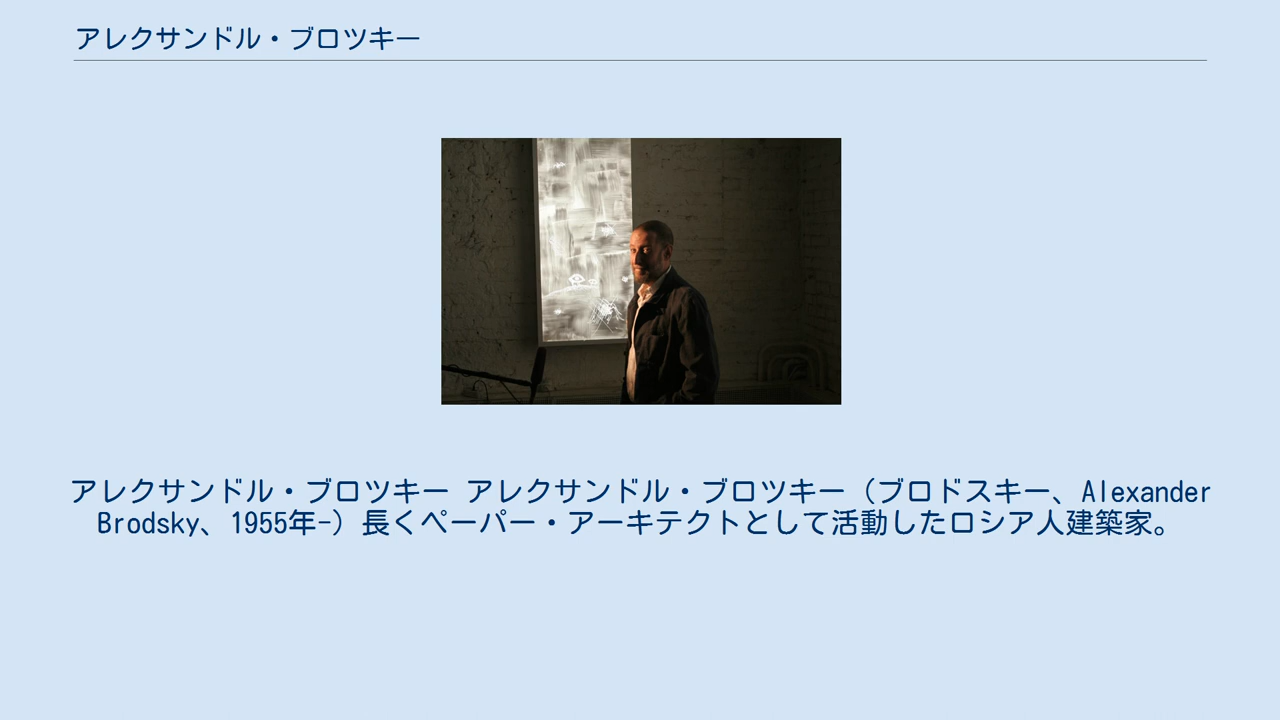 アレクサンドル・ブロツキー
アレクサンドル・ブロツキー アレクサンドル・ブロツキー（ブロドスキー、Alexander
Brodsky、1955年-）長くペーパー・アーキテクトとして活動したロシア人建築家。